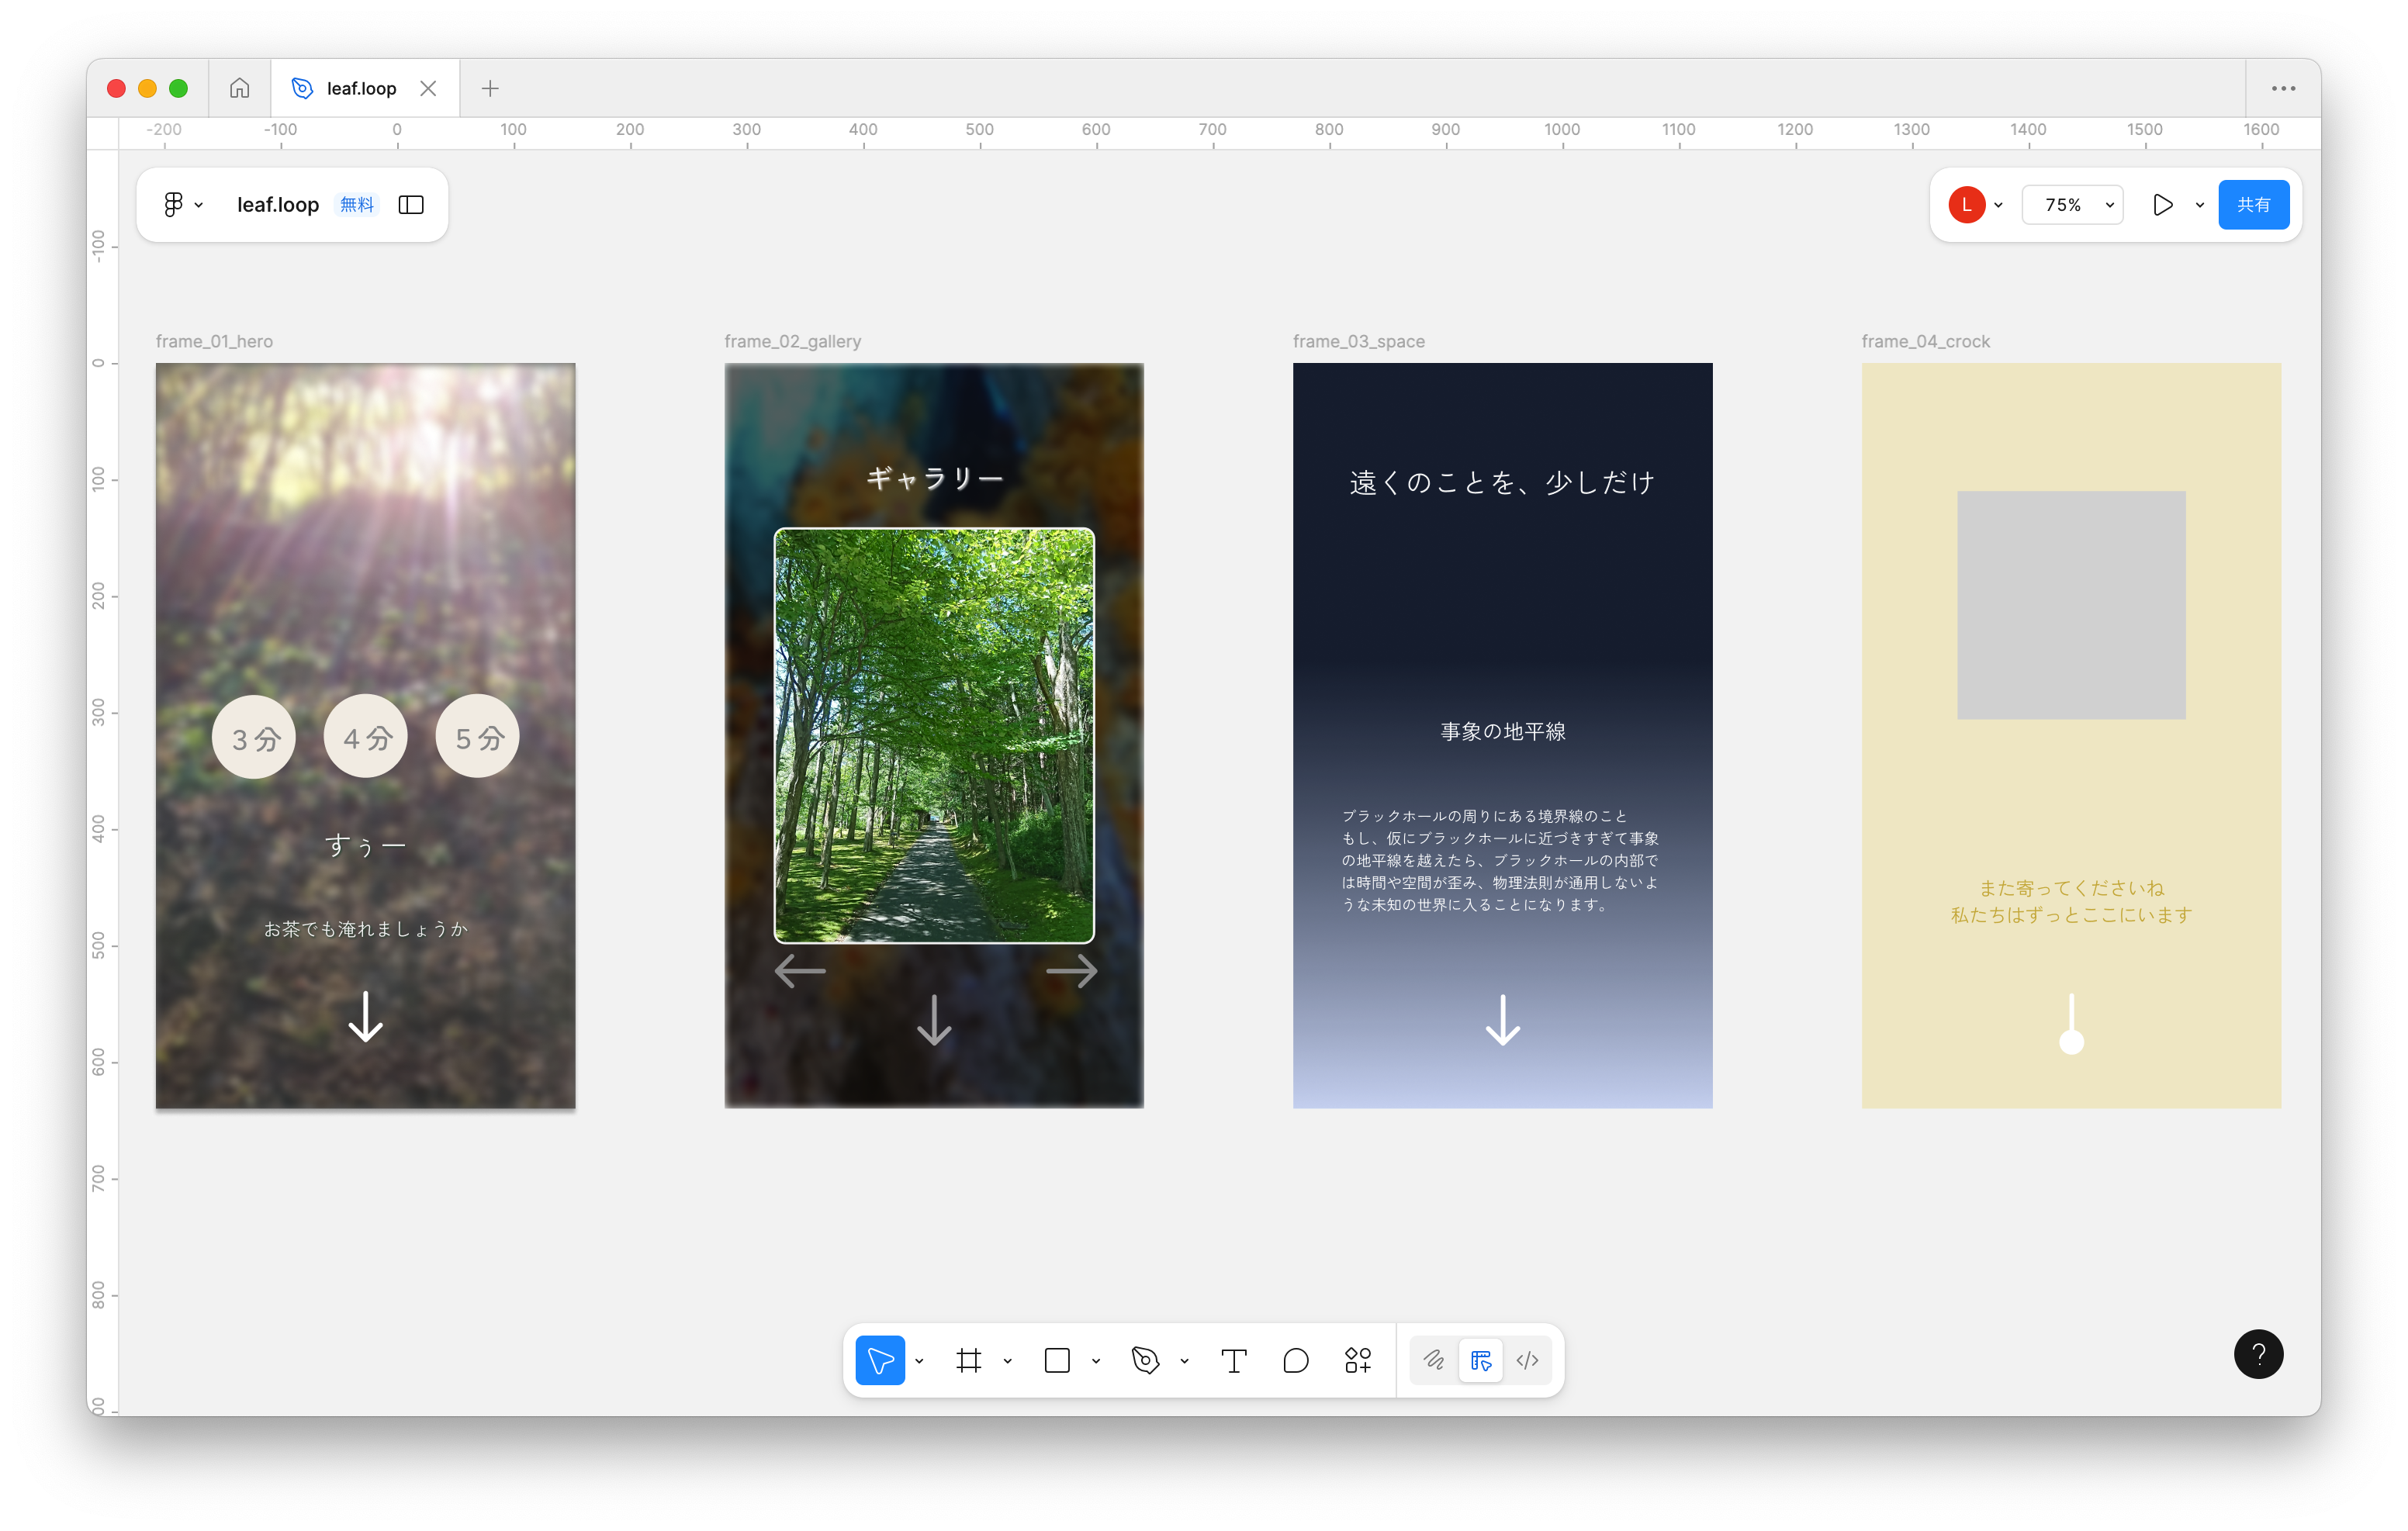 leaf.loop
-200 -100 0 100 200 300 400 500 600 700 800 900 1000 1100 1200 1300 1400 1500 1600
leaf.loop 無料
L 75% 共有
-100
0
100
200
300
400
500
600
700
800
00
frame_01_hero
3分 4分 5分
すぅー
お茶でも淹れましょうか
frame_02_gallery
ギャラリー
frame_03_space
遠くのことを、少しだけ
事象の地平線
ブラックホールの周りにある境界線のこと
もし、仮にブラックホールに近づきすぎて事象
の地平線を越えたら、ブラックホールの内部で
は時間や空間が歪み、物理法則が通用しないよ
うな未知の世界に入ることになります。
frame_04_crock
また寄ってくださいね
私たちはずっとここにいます
?